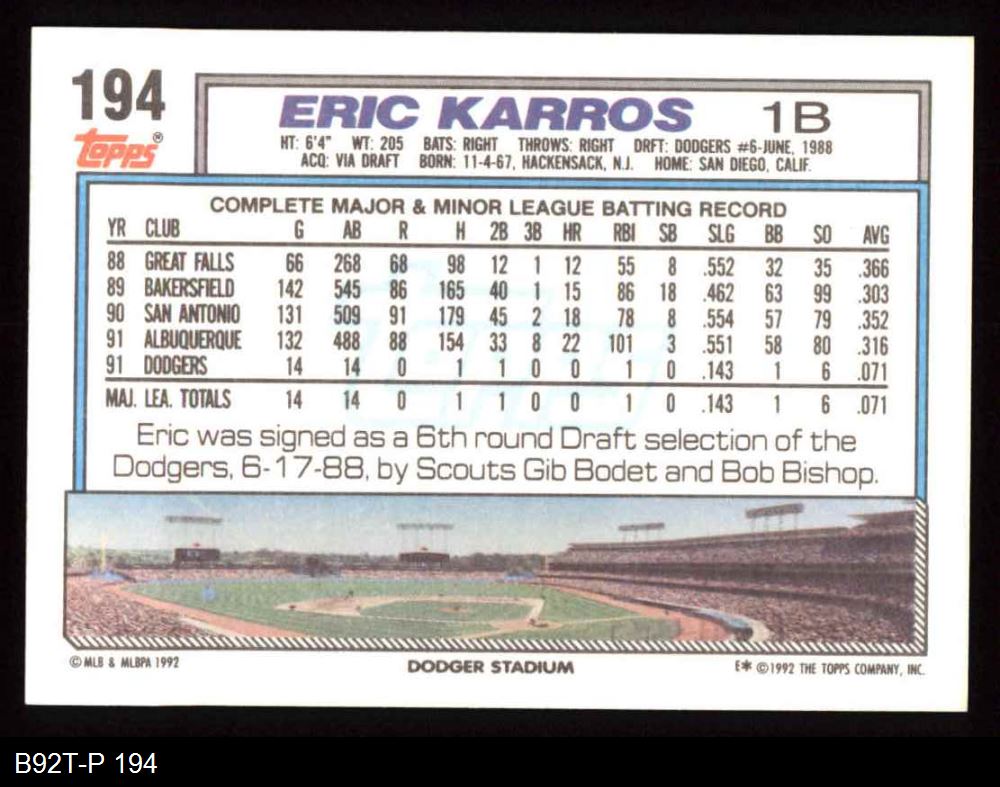 194
Topps®
ERIC KARROS 1B
HT: 6'4" WT: 205 BATS: RIGHT THROWS: RIGHT DRFT: DODGERS #6-JUNE, 1988
ACQ: VIA DRAFT BORN: 11-4-67, HACKENSACK, N.J. HOME: SAN DIEGO, CALIF.
COMPLETE MAJOR & MINOR LEAGUE BATTING RECORD
YR CLUB G AB R H 2B 3B HR RBI SB SLG BB SO AVG
88 GREAT FALLS 66 268 68 98 12 1 12 55 8 .552 32 35 .366
89 BAKERSFIELD 142 545 86 165 40 1 15 86 18 .462 63 99 .303
90 SAN ANTONIO 131 509 91 179 45 2 18 78 8 .554 57 79 .352
91 ALBUQUERQUE 132 488 88 154 33 8 22 101 3 .551 58 80 .316
91 DODGERS 14 14 0 1 1 0 0 1 0 .143 1 6 .071
MAJ. LEA. TOTALS 14 14 0 1 1 0 0 1 0 .143 1 6 .071
Eric was signed as a 6th round Draft selection of the
Dodgers, 6-17-88, by Scouts Gib Bodet and Bob Bishop.
© MLB & MLBPA 1992
DODGER STADIUM
E* © 1992 THE TOPPS COMPANY, INC.
B92T-P 194